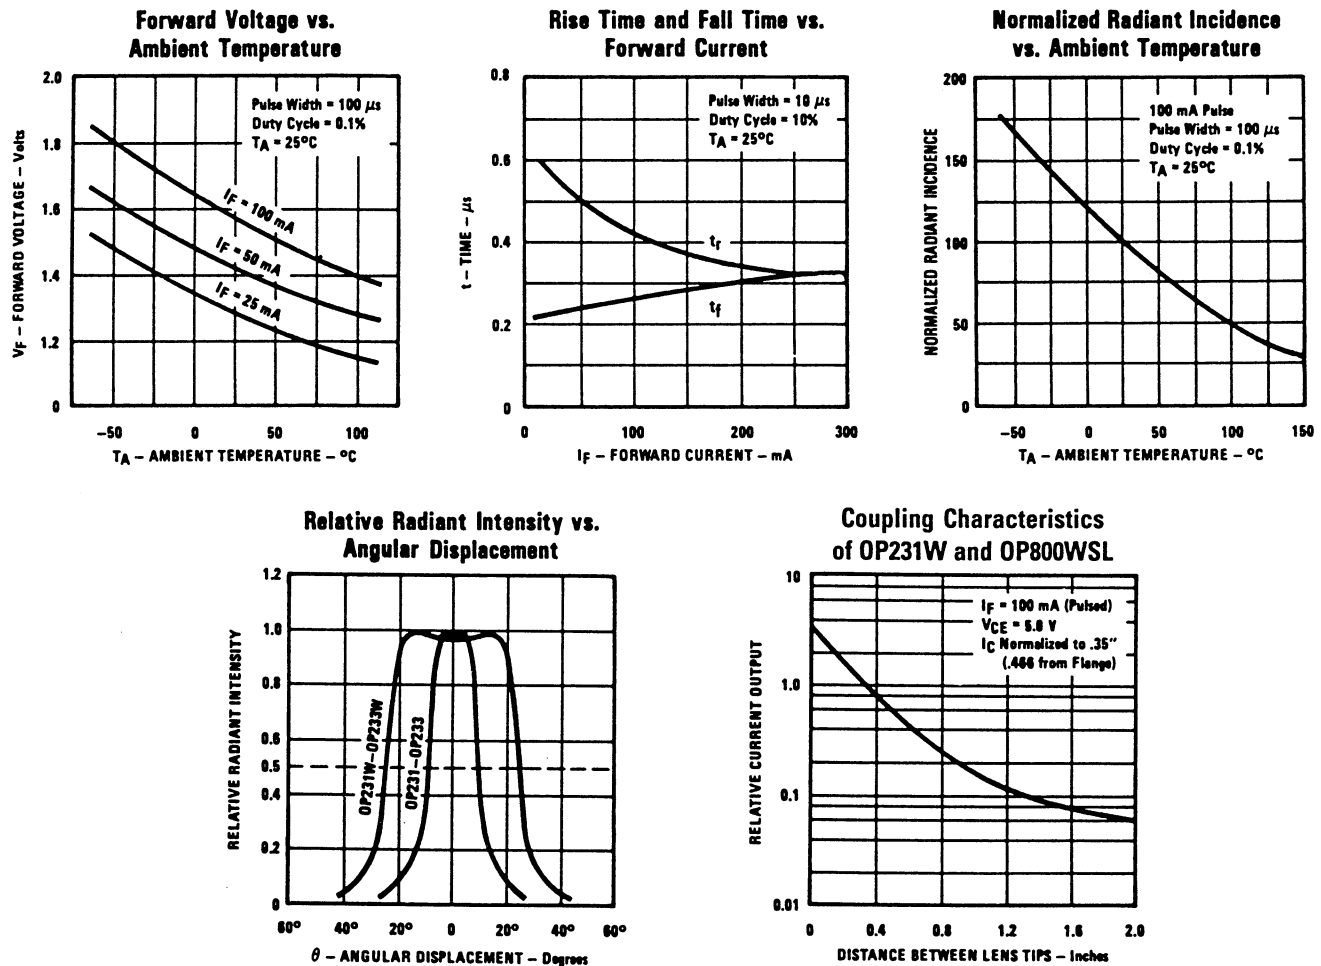 Forward Voltage vs.
Ambient Temperature
2.0
1.8
1.6
1.4
1.2
0
VF – FORWARD VOLTAGE – Volts
Pulse Width = 100 µs
Duty Cycle = 0.1%
TA = 25°C
IF = 100 mA
IF = 50 mA
IF = 25 mA
–50 0 50 100
TA – AMBIENT TEMPERATURE – °C
Rise Time and Fall Time vs.
Forward Current
0.8
0.6
0.4
0.2
0
t – TIME – µs
Pulse Width = 10 µs
Duty Cycle = 10%
TA = 25°C
tr
tf
0 100 200 300
IF – FORWARD CURRENT – mA
Normalized Radiant Incidence
vs. Ambient Temperature
200
150
100
50
0
NORMALIZED RADIANT INCIDENCE
100 mA Pulse
Pulse Width = 100 µs
Duty Cycle = 0.1%
TA = 25°C
–50 0 50 100 150
TA – AMBIENT TEMPERATURE – °C
Relative Radiant Intensity vs.
Angular Displacement
1.2
1.0
0.8
0.6
0.5
0.4
0.2
0
RELATIVE RADIANT INTENSITY
OP231W–OP233W
OP231–OP233
60° 40° 20° 0 20° 40° 60°
θ – ANGULAR DISPLACEMENT – Degrees
Coupling Characteristics
of OP231W and OP800WSL
10
1.0
0.1
0.01
RELATIVE CURRENT OUTPUT
IF = 100 mA (Pulsed)
VCE = 5.0 V
IC Normalized to .35″
(.466 from Flange)
0 0.4 0.8 1.2 1.6 2.0
DISTANCE BETWEEN LENS TIPS – Inches